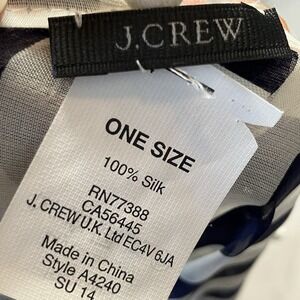 J.CREW
ONE SIZE
100% Silk
RN77388
CA56445
J. CREW U.K. Ltd EC4V 6JA
Made in China
Style A4240
SU 14